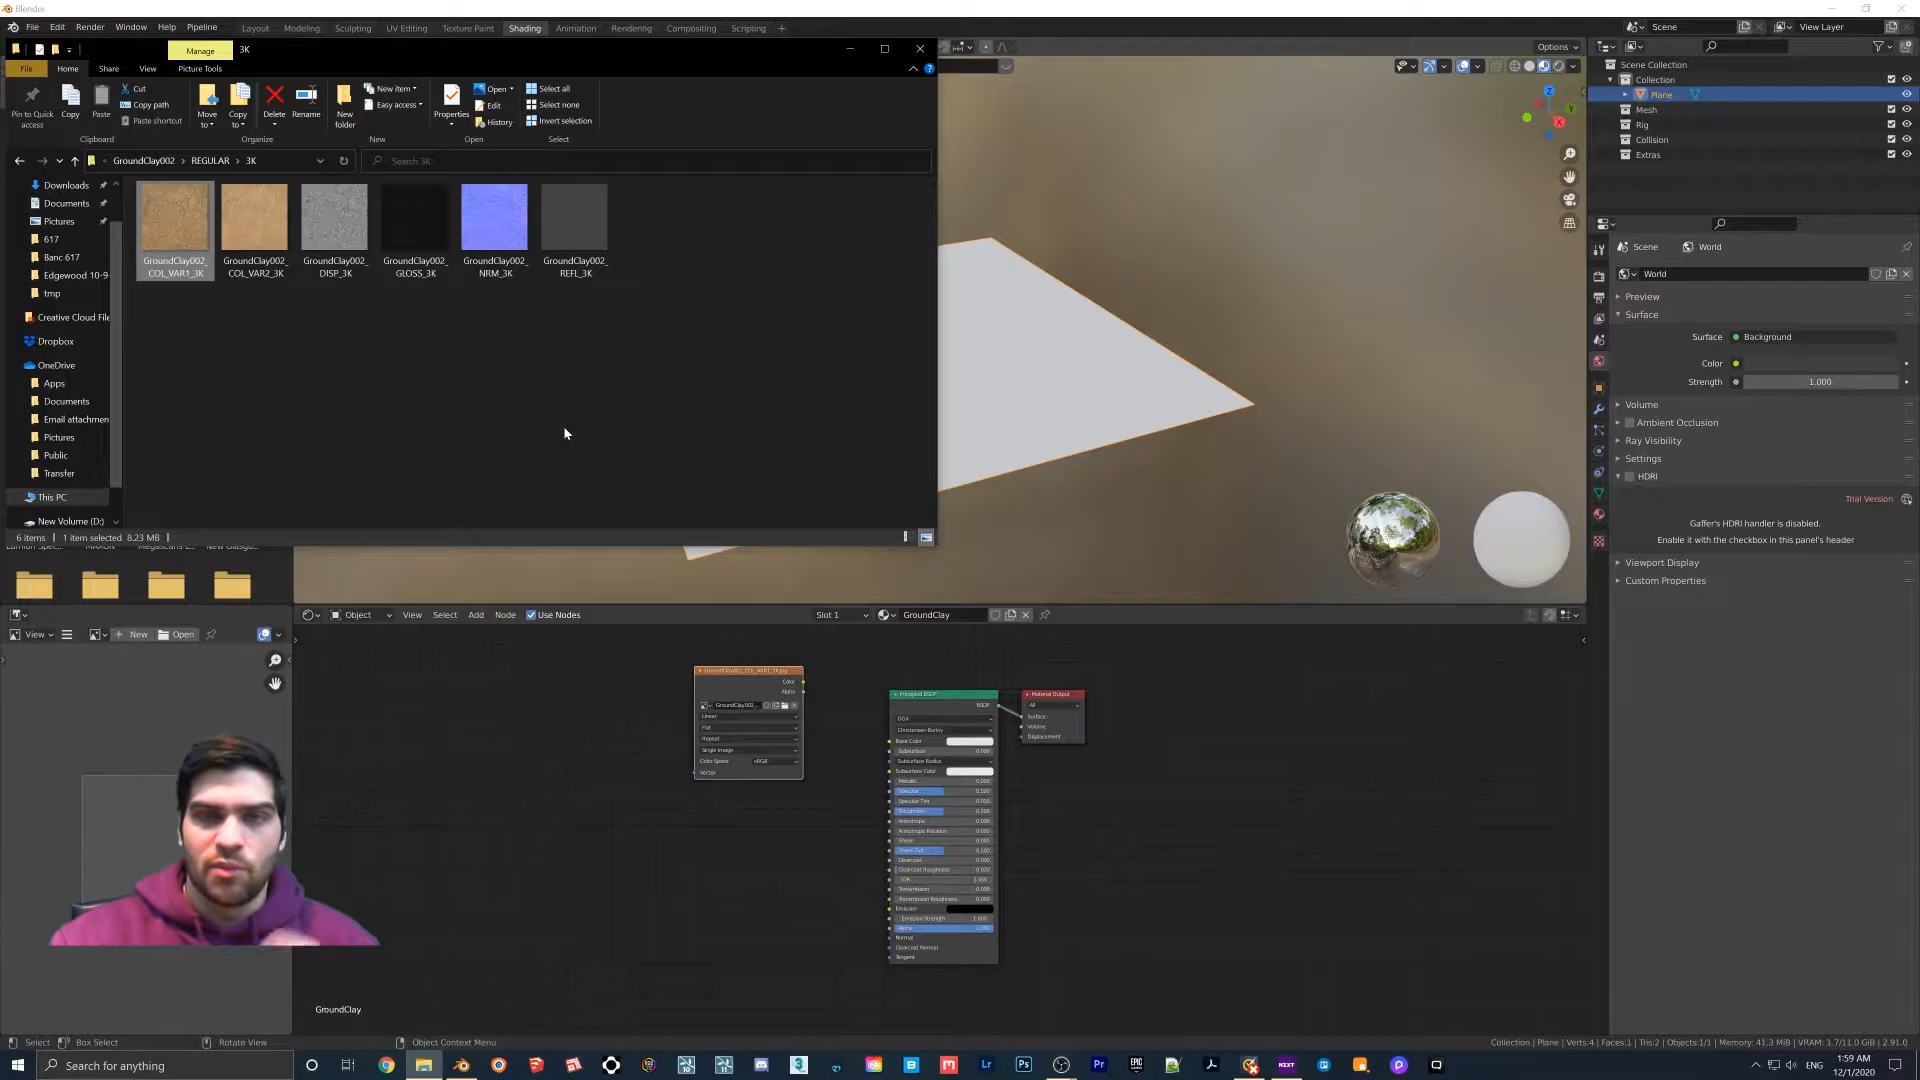 Blender
File Edit Render Window Help Pipeline Layout Modeling Sculpting UV Editing Texture Paint Shading Animation Rendering Compositing Scripting + Scene View Layer
Manage 3K
File Home Share View Picture Tools
Options
Pin to Quick access Copy Paste Cut Copy path Paste shortcut Move to Copy to Delete Rename New folder New item Easy access Properties Open Edit History Select all Select none Invert selection
Clipboard Organize New Open Select
GroundClay002 REGULAR 3K Search 3K
Downloads
Documents
Pictures
617
Banc 617
Edgewood 10-9-
tmp
Creative Cloud File
Dropbox
OneDrive
Apps
Documents
Email attachmen
Pictures
Public
Transfer
This PC
New Volume (D:)
GroundClay002_COL_VAR1_3K
GroundClay002_COL_VAR2_3K
GroundClay002_DISP_3K
GroundClay002_GLOSS_3K
GroundClay002_NRM_3K
GroundClay002_REFL_3K
6 items 1 item selected 8.23 MB
Scene Collection
Collection
Plane
Mesh
Rig
Collision
Extras
Scene World
World
Preview
Surface
Surface Background
Color
Strength 1.000
Volume
Ambient Occlusion
Ray Visibility
Settings
HDRI
Trial Version
Gaffer's HDRI handler is disabled.
Enable it with the checkbox in this panel's header
Viewport Display
Custom Properties
Object View Select Add Node Use Nodes Slot 1 GroundClay
View New Open
GroundClay002_COL_VAR1_3K.jpg
Color
Alpha
GroundClay002_
Linear
Flat
Repeat
Single Image
Color Space sRGB
Vector
Principled BSDF
BSDF
GGX
Christensen-Burley
Base Color
Subsurface 0.000
Subsurface Radius
Subsurface Color
Metallic 0.000
Specular 0.500
Specular Tint 0.000
Roughness 0.500
Anisotropic 0.000
Anisotropic Rotation 0.000
Sheen 0.000
Sheen Tint 0.500
Clearcoat 0.000
Clearcoat Roughness 0.030
IOR 1.450
Transmission 0.000
Transmission Roughness 0.000
Emission
Emission Strength 1.000
Alpha 1.000
Normal
Clearcoat Normal
Tangent
Material Output
All
Surface
Volume
Displacement
GroundClay
Select Box Select Rotate View Object Context Menu
Collection | Plane | Verts:4 | Faces:1 | Tris:2 | Objects:1/1 | Memory: 41.3 MiB | VRAM: 1.7/11.0 GiB | 2.91.0
Search for anything
ENG
1:59 AM
12/1/2020